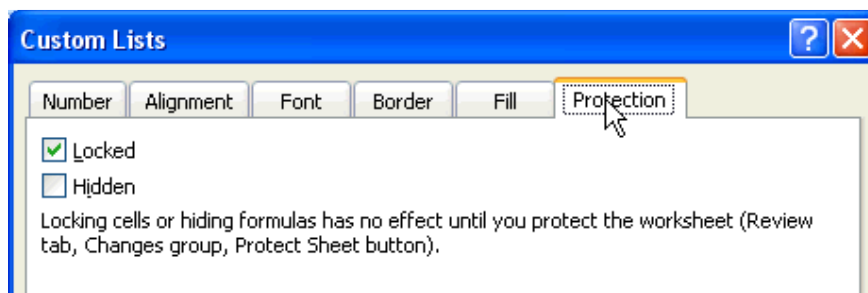 Custom Lists
Number Alignment Font Border Fill Protection
Locked
Hidden
Locking cells or hiding formulas has no effect until you protect the worksheet (Review
tab, Changes group, Protect Sheet button).